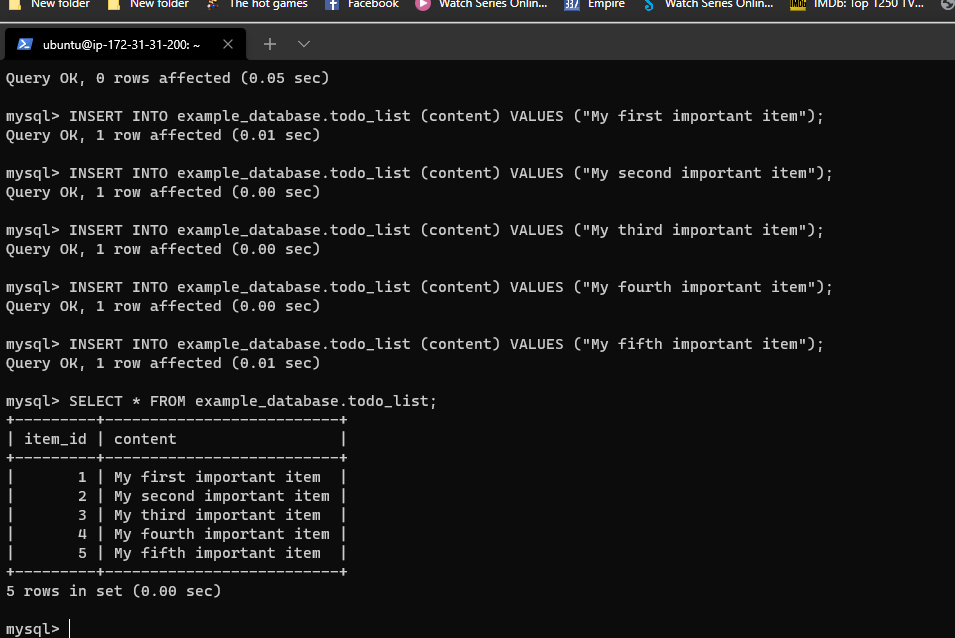 New folder New folder The hot games Facebook Watch Series Onlin... Empire Watch Series Onlin... IMDb: Top 1250 TV...
ubuntu@ip-172-31-31-200: ~
Query OK, 0 rows affected (0.05 sec)
mysql> INSERT INTO example_database.todo_list (content) VALUES ("My first important item");
Query OK, 1 row affected (0.01 sec)
mysql> INSERT INTO example_database.todo_list (content) VALUES ("My second important item");
Query OK, 1 row affected (0.00 sec)
mysql> INSERT INTO example_database.todo_list (content) VALUES ("My third important item");
Query OK, 1 row affected (0.00 sec)
mysql> INSERT INTO example_database.todo_list (content) VALUES ("My fourth important item");
Query OK, 1 row affected (0.00 sec)
mysql> INSERT INTO example_database.todo_list (content) VALUES ("My fifth important item");
Query OK, 1 row affected (0.01 sec)
mysql> SELECT * FROM example_database.todo_list;
+---------+--------------------------+
| item_id | content                  |
+---------+--------------------------+
|       1 | My first important item  |
|       2 | My second important item |
|       3 | My third important item  |
|       4 | My fourth important item |
|       5 | My fifth important item  |
+---------+--------------------------+
5 rows in set (0.00 sec)
mysql>